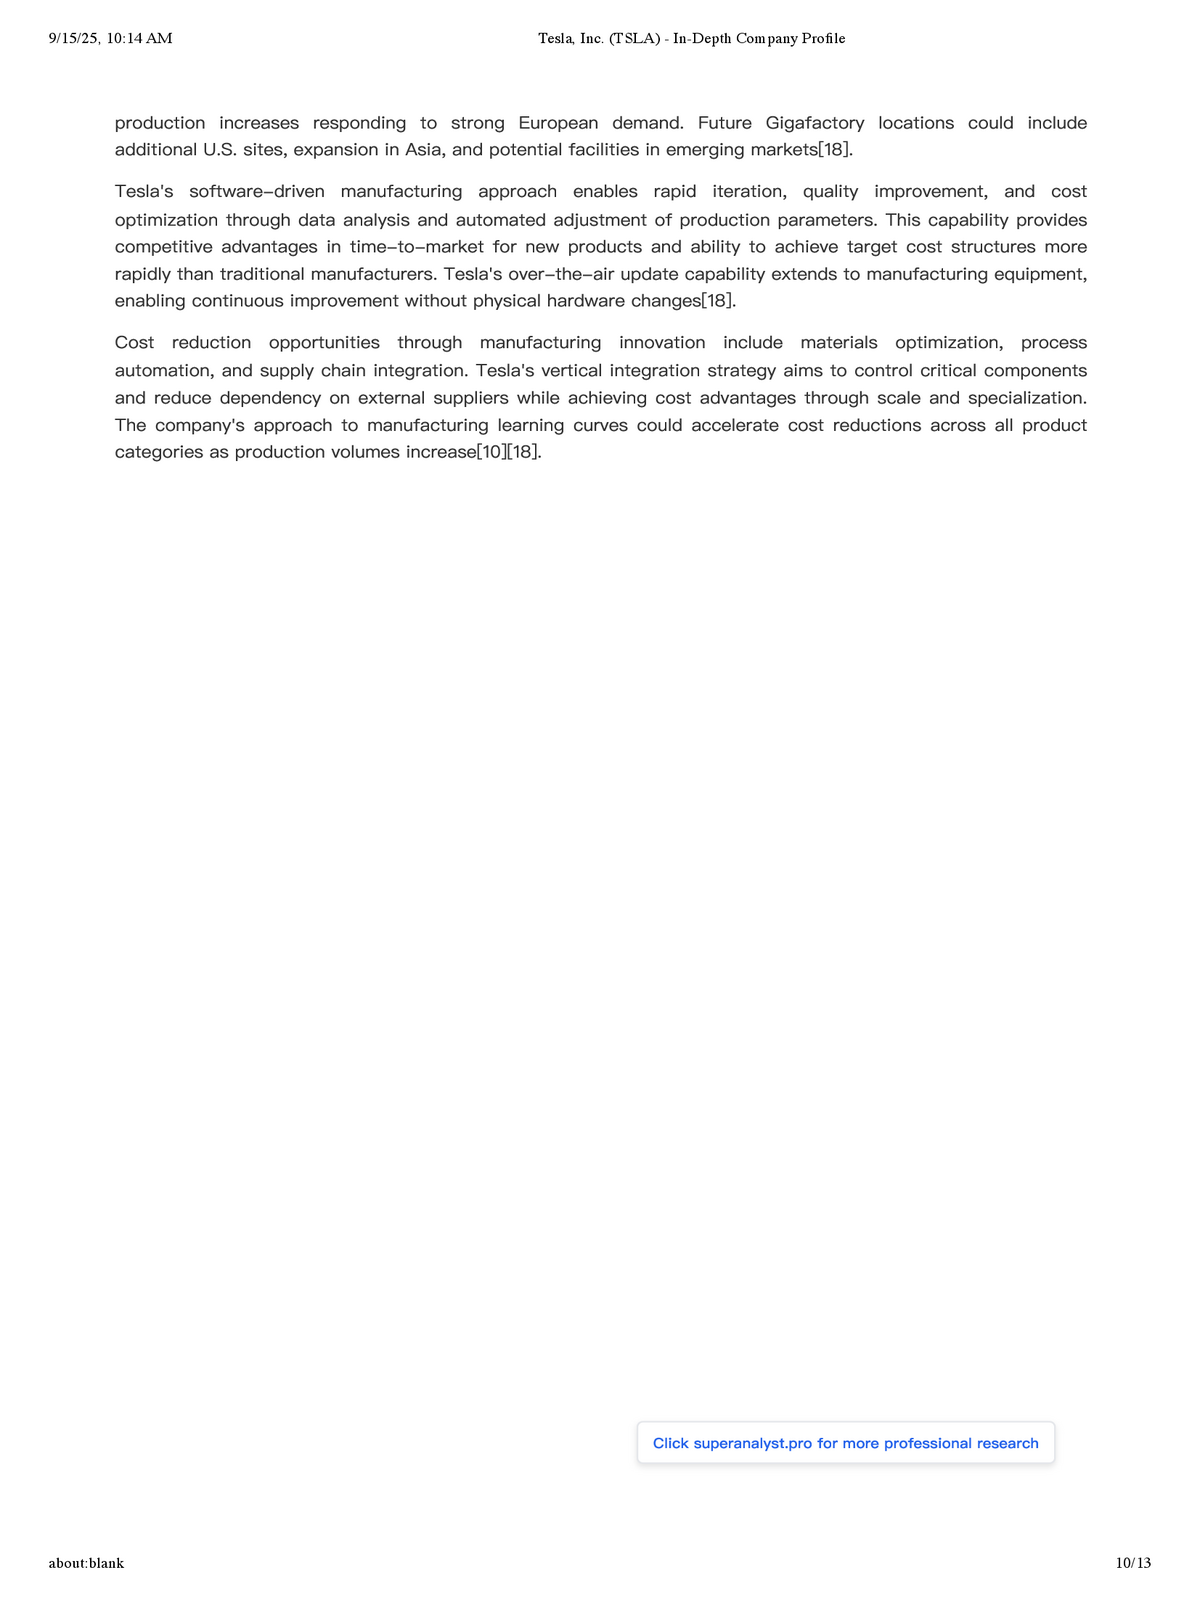 9/15/25, 10:14 AM
Tesla, Inc. (TSLA) - In-Depth Company Profile
production increases responding to strong European demand. Future Gigafactory locations could include
additional U.S. sites, expansion in Asia, and potential facilities in emerging markets[18].
Tesla's software-driven manufacturing approach enables rapid iteration, quality improvement, and cost
optimization through data analysis and automated adjustment of production parameters. This capability provides
competitive advantages in time-to-market for new products and ability to achieve target cost structures more
rapidly than traditional manufacturers. Tesla's over-the-air update capability extends to manufacturing equipment,
enabling continuous improvement without physical hardware changes[18].
Cost reduction opportunities through manufacturing innovation include materials optimization, process
automation, and supply chain integration. Tesla's vertical integration strategy aims to control critical components
and reduce dependency on external suppliers while achieving cost advantages through scale and specialization.
The company's approach to manufacturing learning curves could accelerate cost reductions across all product
categories as production volumes increase[10][18].
Click superanalyst.pro for more professional research
about:blank
10/13